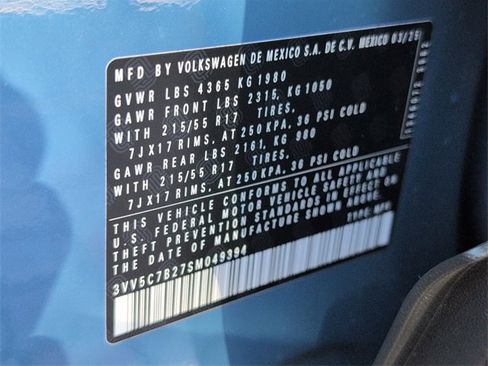 MFD BY VOLKSWAGEN DE MEXICO S.A. DE C.V. MEXICO 03/25
GVWR LBS 4365 KG 1980
GAWR FRONT LBS 2315, KG 1050
WITH 215/55 R17 TIRES,
7JX17 RIMS, AT 250 KPA, 36 PSI COLD
GAWR REAR LBS 2161, KG 980
WITH 215/55 R17 TIRES,
7JX17 RIMS, AT 250 KPA, 36 PSI COLD
THIS VEHICLE CONFORMS TO ALL APPLICABLE
U.S. FEDERAL MOTOR VEHICLE SAFETY AND
THEFT PREVENTION STANDARDS IN EFFECT ON
DATE OF MANUFACTURE SHOWN ABOVE
3VV5C7B27SM049394